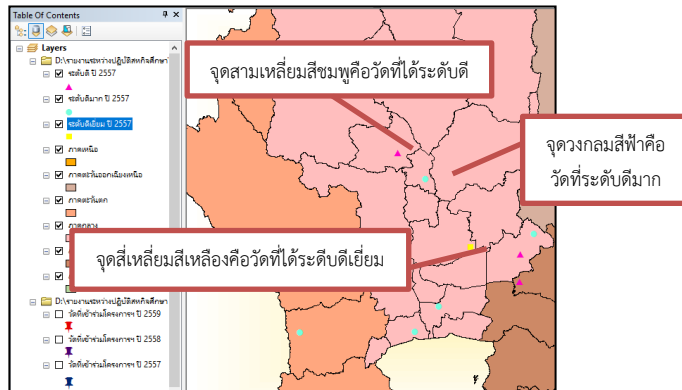 Table Of Contents
Layers
D:\รายงานระหว่างปฏิบัติสหกิจศึกษา
ระดับดี ปี 2557
ระดับดีมาก ปี 2557
ระดับดีเยี่ยม ปี 2557
ภาคเหนือ
ภาคตะวันออกเฉียงเหนือ
ภาคตะวันตก
ภาคกลาง
D:\รายงานระหว่างปฏิบัติสหกิจศึกษา
วัดที่เข้าร่วมโครงการฯ ปี 2559
วัดที่เข้าร่วมโครงการฯ ปี 2558
วัดที่เข้าร่วมโครงการฯ ปี 2557
จุดสามเหลี่ยมสีชมพูคือวัดที่ได้ระดับดี
จุดวงกลมสีฟ้าคือ
วัดที่ระดับดีมาก
จุดสี่เหลี่ยมสีเหลืองคือวัดที่ได้ระดีบดีเยี่ยม